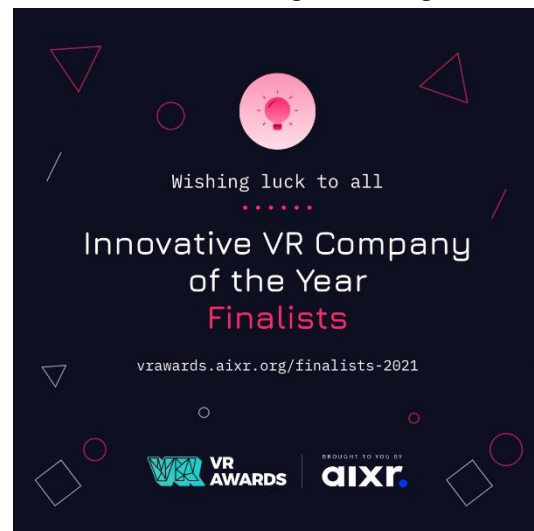 Wishing luck to all
Innovative VR Company
of the Year
Finalists
vrawards.aixr.org/finalists-2021
VR
AWARDS
BROUGHT TO YOU BY
aixr.